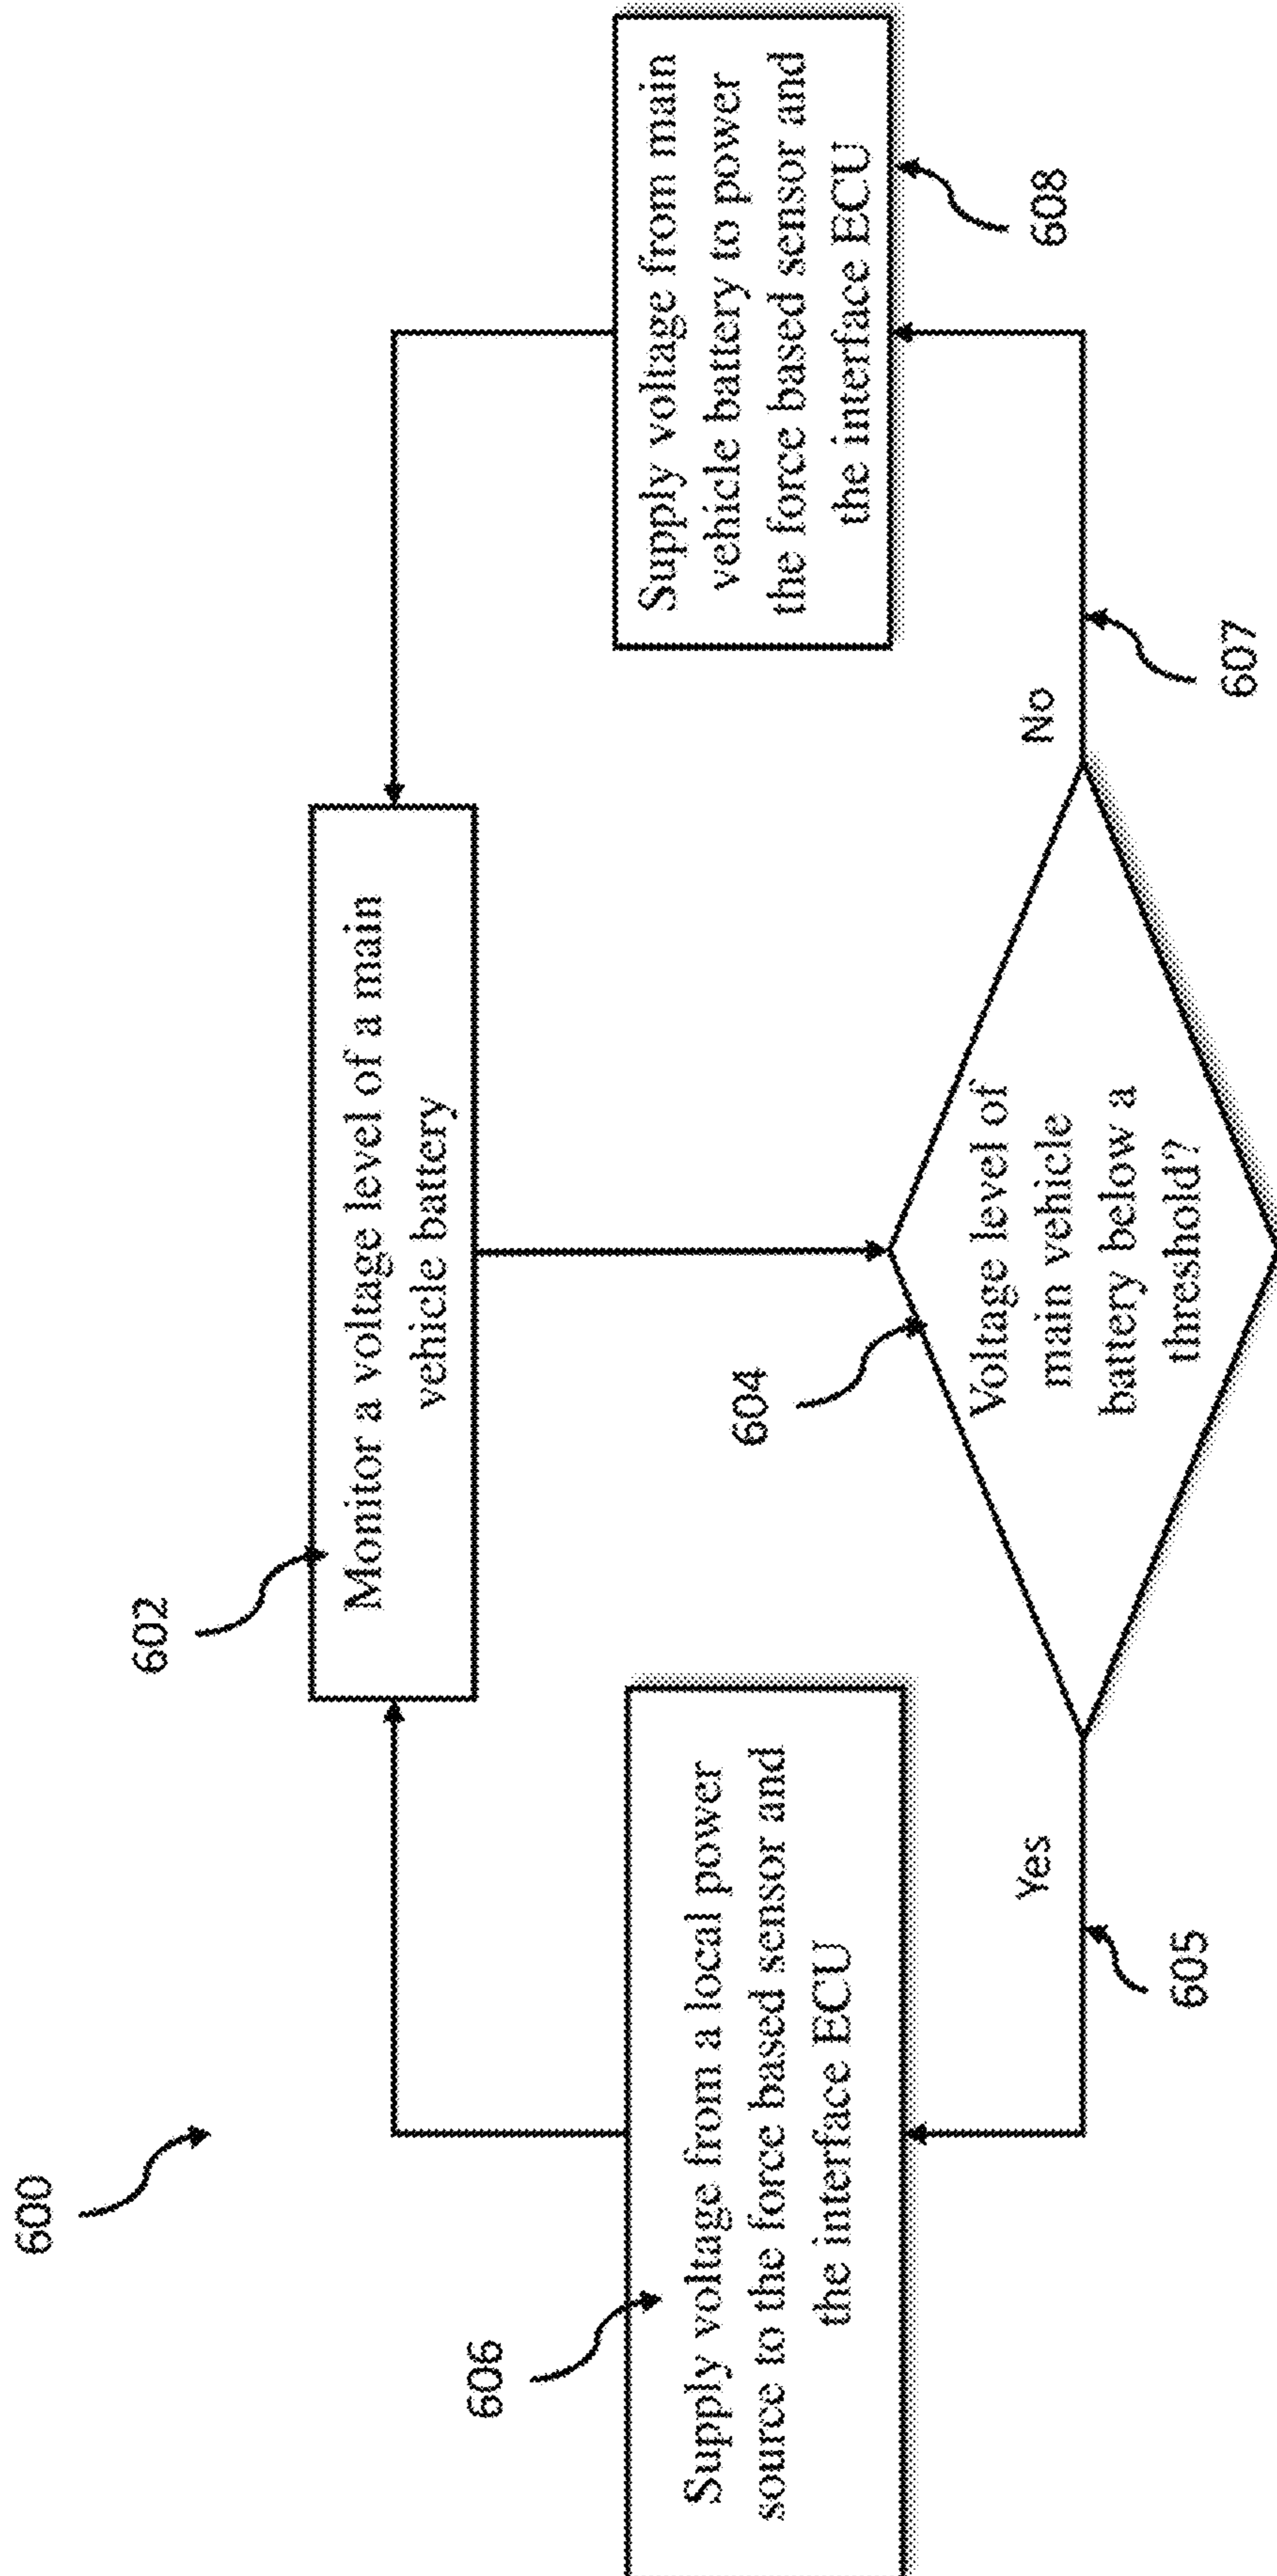 600
602
Monitor a voltage level of a main
vehicle battery
604
Voltage level of
main vehicle
battery below a
threshold?
Yes
605
606
Supply voltage from a local power
source to the force based sensor and
the interface ECU
No
607
Supply voltage from main
vehicle battery to power
the force based sensor and
the interface ECU
608